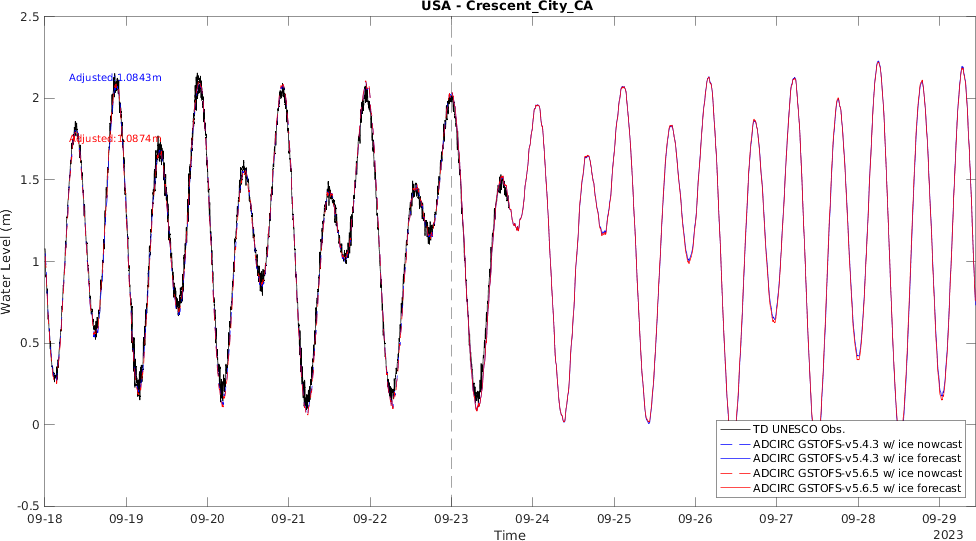 USA - Crescent_City_CA
2.5
2
1.5
1
0.5
0
-0.5
Water Level (m)
Adjusted:1.0843m
Adjusted:1.0874m
TD UNESCO Obs.
ADCIRC GSTOFS-v5.4.3 w/ ice nowcast
ADCIRC GSTOFS-v5.4.3 w/ ice forecast
ADCIRC GSTOFS-v5.6.5 w/ ice nowcast
ADCIRC GSTOFS-v5.6.5 w/ ice forecast
09-18 09-19 09-20 09-21 09-22 09-23 09-24 09-25 09-26 09-27 09-28 09-29
Time
2023